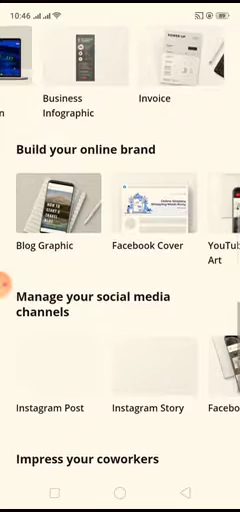 10:46
Business
Infographic
Invoice
Build your online brand
Blog Graphic
Facebook Cover
YouTu
Art
Manage your social media
channels
Instagram Post
Instagram Story
Facebo
Impress your coworkers